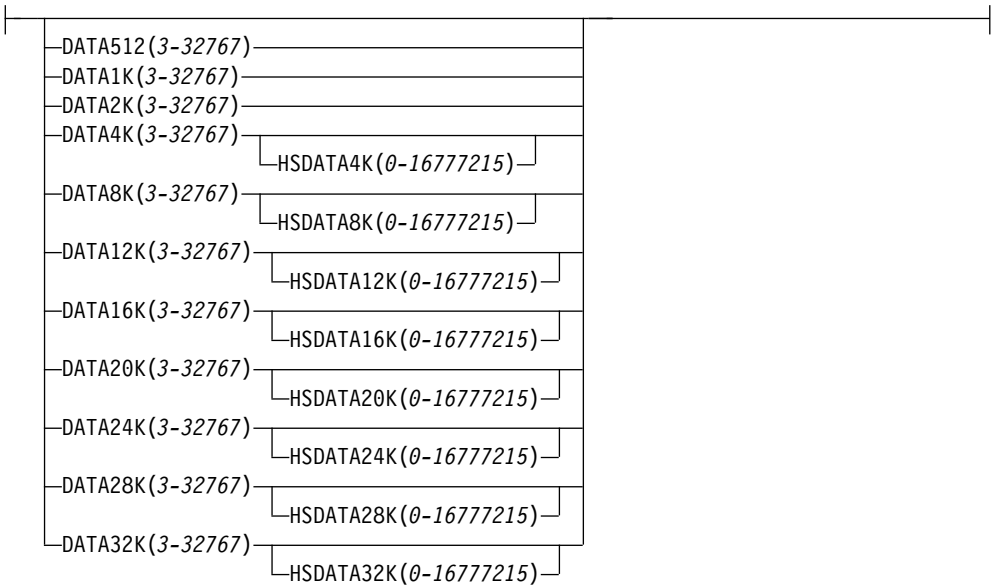 DATA512(3-32767)
DATA1K(3-32767)
DATA2K(3-32767)
DATA4K(3-32767)
HSDATA4K(0-16777215)
DATA8K(3-32767)
HSDATA8K(0-16777215)
DATA12K(3-32767)
HSDATA12K(0-16777215)
DATA16K(3-32767)
HSDATA16K(0-16777215)
DATA20K(3-32767)
HSDATA20K(0-16777215)
DATA24K(3-32767)
HSDATA24K(0-16777215)
DATA28K(3-32767)
HSDATA28K(0-16777215)
DATA32K(3-32767)
HSDATA32K(0-16777215)